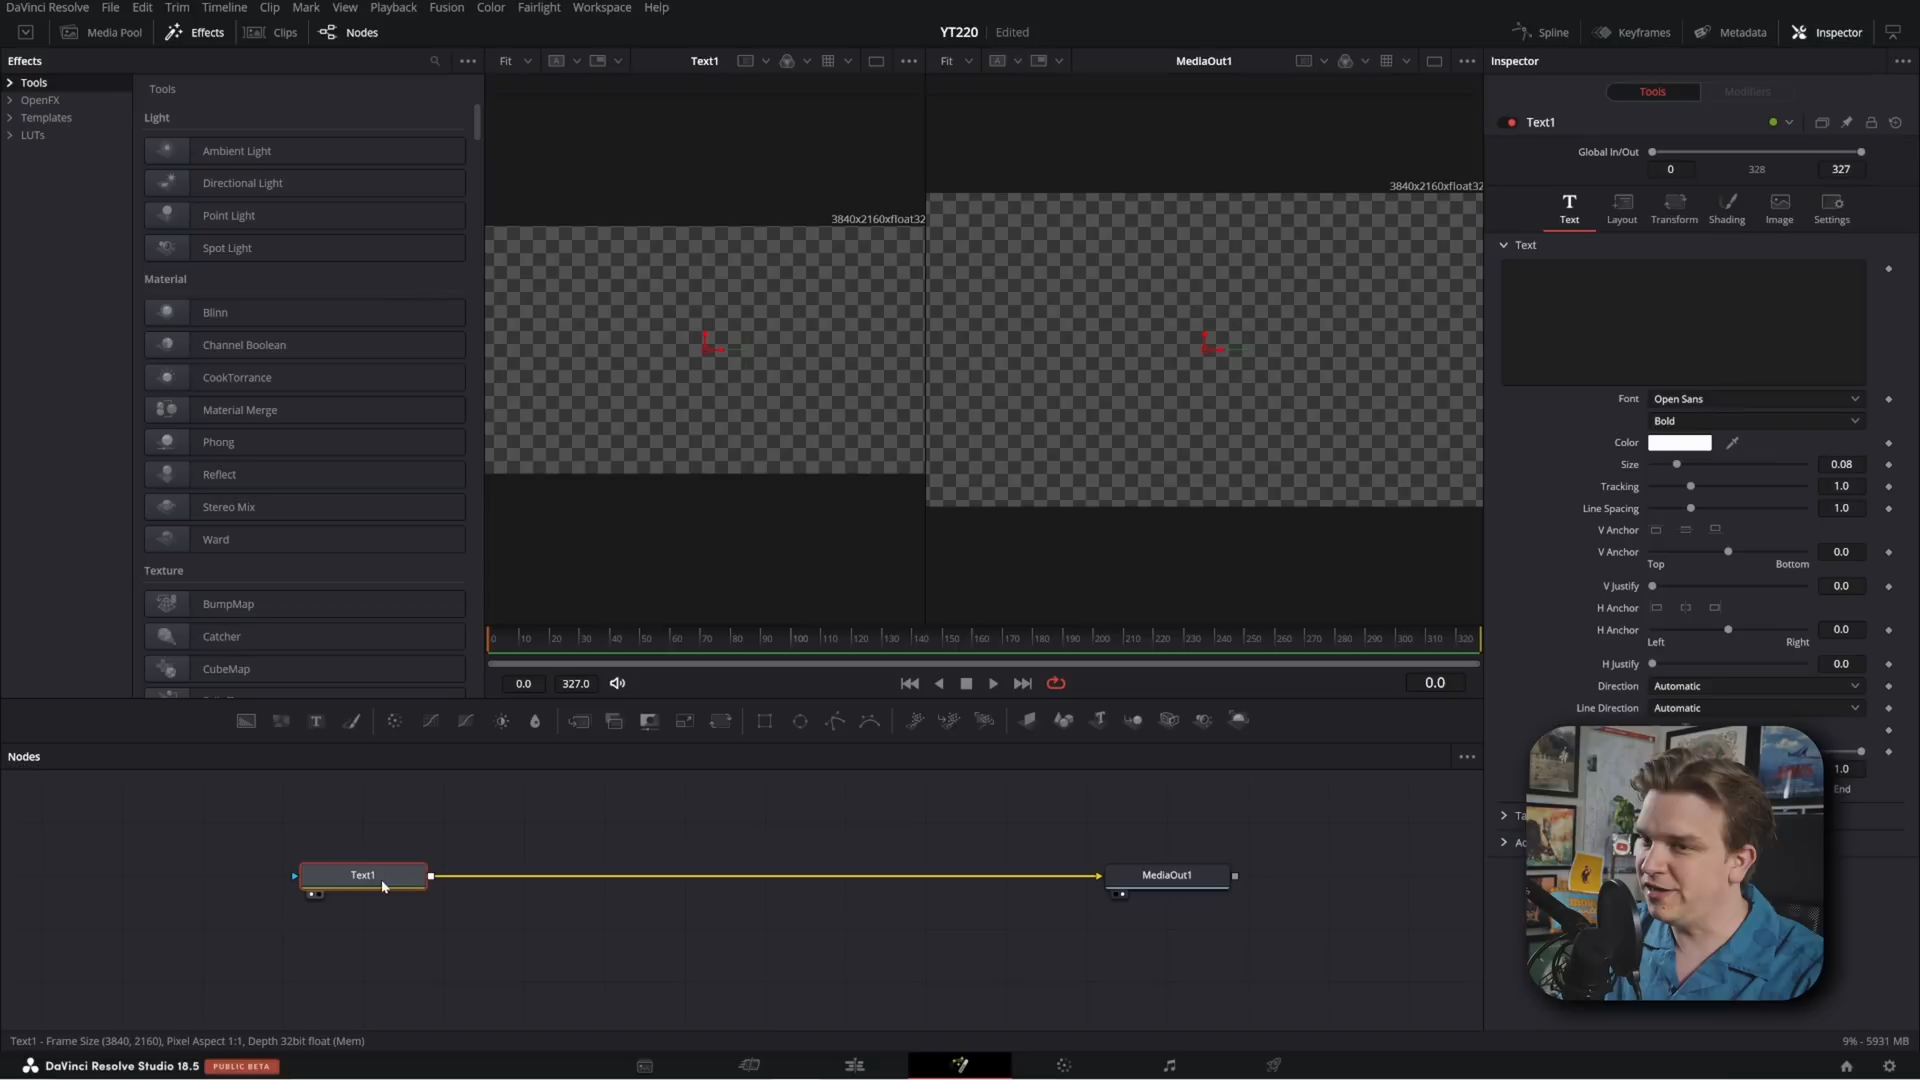 DaVinci Resolve File Edit Trim Timeline Clip Mark View Playback Fusion Color Fairlight Workspace Help
Media Pool Effects Clips Nodes YT220 Edited Spline Keyframes Metadata Inspector
Effects Fit Text1 Fit MediaOut1 Inspector
Tools
OpenFX
Templates
LUTs
Tools
Light
Ambient Light
Directional Light
Point Light
Spot Light
Material
Blinn
Channel Boolean
CookTorrance
Material Merge
Phong
Reflect
Stereo Mix
Ward
Texture
BumpMap
Catcher
CubeMap
3840x2160xfloat32
3840x2160xfloat32
0 10 20 30 40 50 60 70 80 90 100 110 120 130 140 150 160 170 180 190 200 210 220 230 240 250 260 270 280 290 300 310 320
0.0 327.0 0.0
Tools Modifiers
Text1
Global In/Out
0 328 327
Text Layout Transform Shading Image Settings
Text
Font Open Sans
Bold
Color
Size 0.08
Tracking 1.0
Line Spacing 1.0
V Anchor
V Anchor 0.0
Top Bottom
V Justify 0.0
H Anchor
H Anchor 0.0
Left Right
H Justify 0.0
Direction Automatic
Line Direction Automatic
1.0
End
Nodes
Text1 MediaOut1
Text1 - Frame Size (3840, 2160), Pixel Aspect 1:1, Depth 32bit float (Mem) 9% - 5931 MB
DaVinci Resolve Studio 18.5 PUBLIC BETA